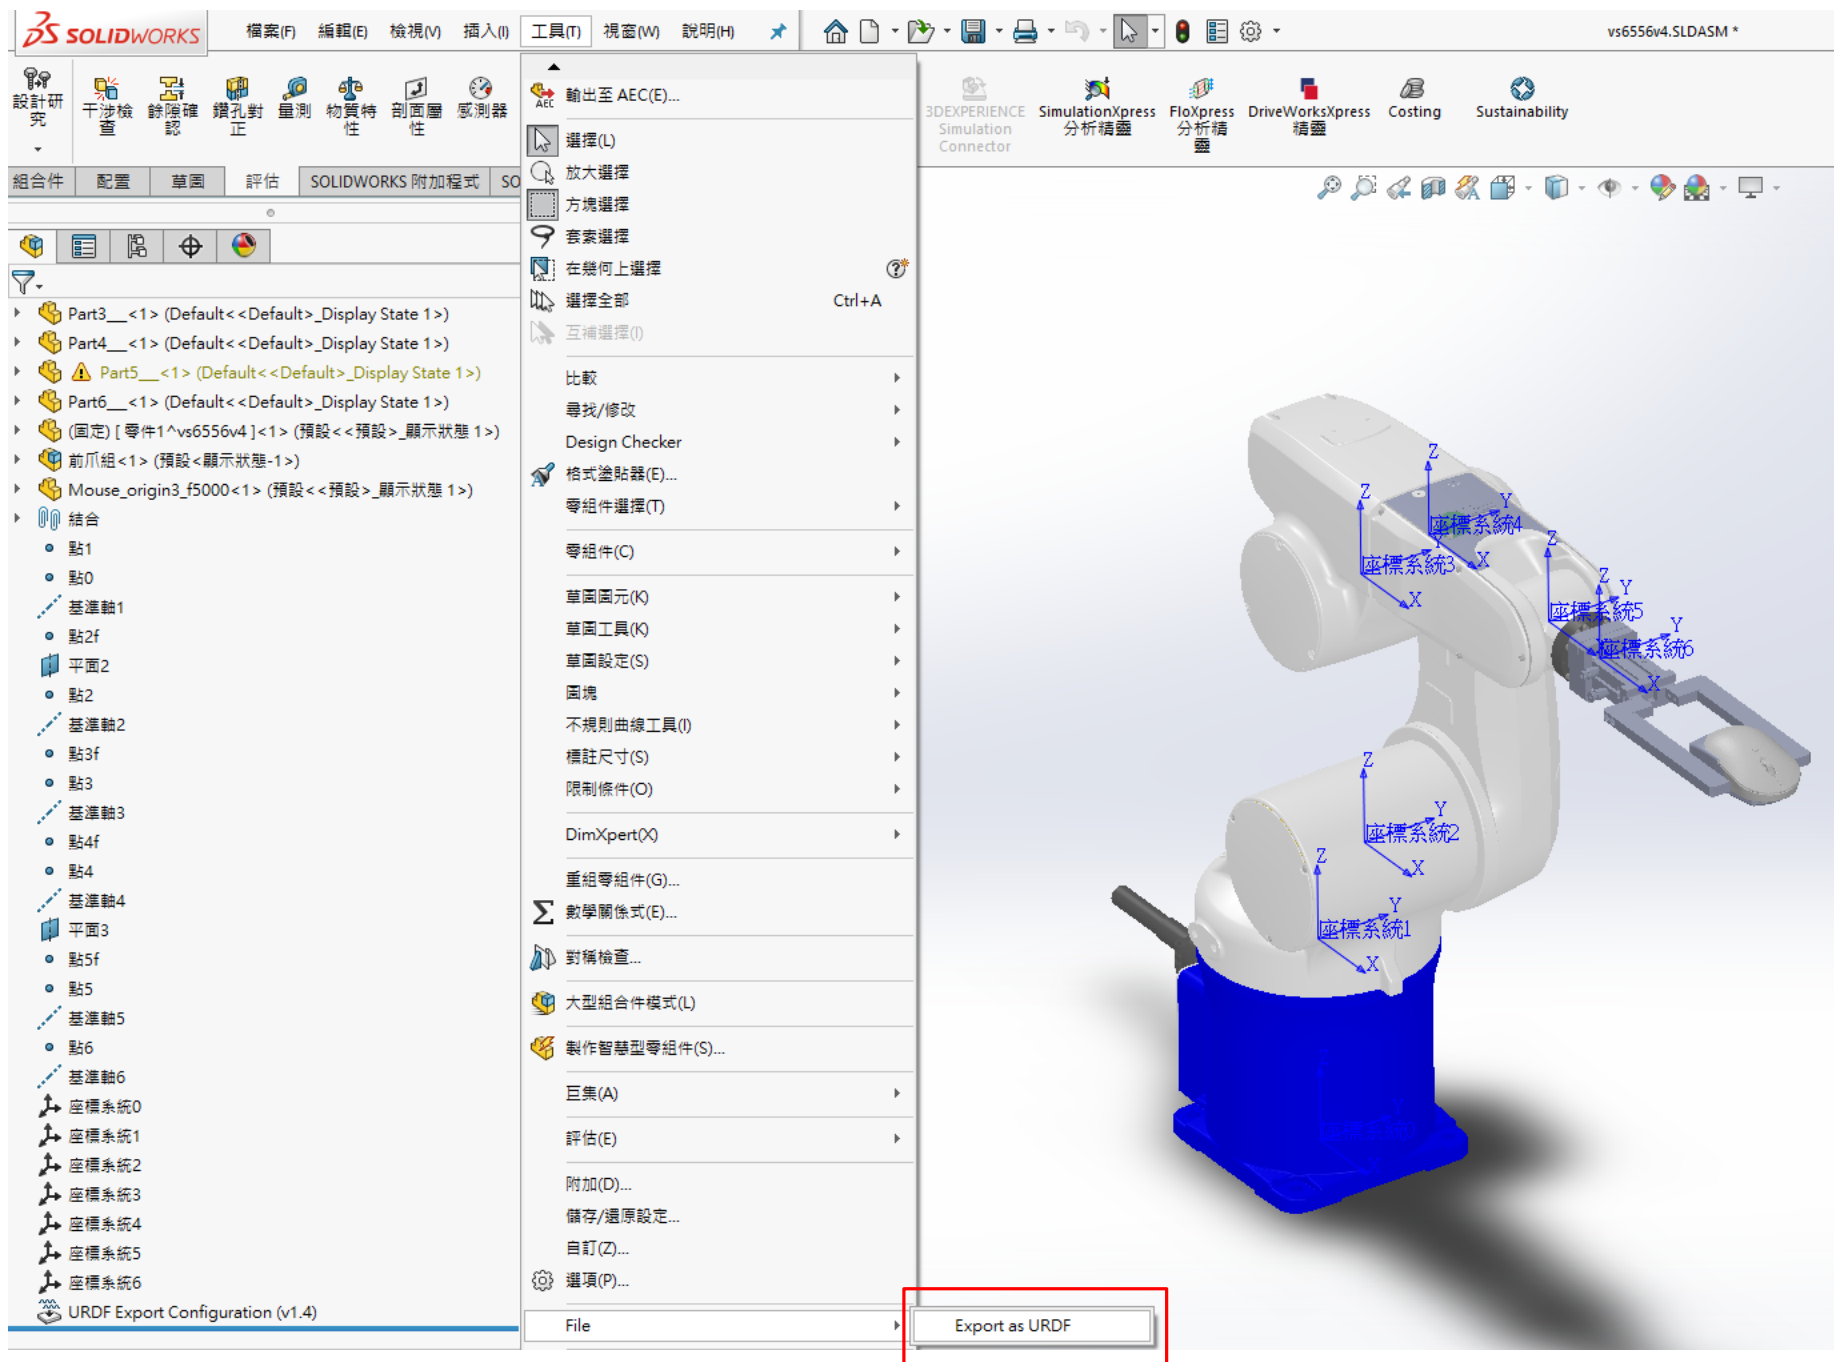 SOLIDWORKS
檔案(F) 編輯(E) 檢視(V) 插入(I) 工具(T) 視窗(W) 說明(H)
vs6556v4.SLDASM *
設計研究
干涉檢查
餘隙確認
鑽孔對正
量測
物質特性
剖面屬性
感測器
3DEXPERIENCE
Simulation
Connector
SimulationXpress
分析精靈
FloXpress
分析精
靈
DriveWorksXpress
精靈
Costing
Sustainability
組合件 配置 草圖 評估 SOLIDWORKS 附加程式 SO
Part3__<1> (Default<<Default>_Display State 1>)
Part4__<1> (Default<<Default>_Display State 1>)
Part5__<1> (Default<<Default>_Display State 1>)
Part6__<1> (Default<<Default>_Display State 1>)
(固定) [ 零件1^vs6556v4 ]<1> (預設<<預設>_顯示狀態 1>)
前爪組<1> (預設<顯示狀態-1>)
Mouse_origin3_f5000<1> (預設<<預設>_顯示狀態 1>)
結合
點1
點0
基準軸1
點2f
平面2
點2
基準軸2
點3f
點3
基準軸3
點4f
點4
基準軸4
平面3
點5f
點5
基準軸5
點6
基準軸6
座標系統0
座標系統1
座標系統2
座標系統3
座標系統4
座標系統5
座標系統6
URDF Export Configuration (v1.4)
AEC 輸出至 AEC(E)...
選擇(L)
放大選擇
方塊選擇
套索選擇
在幾何上選擇
選擇全部 Ctrl+A
互補選擇(I)
比較
尋找/修改
Design Checker
格式塗貼器(E)...
零組件選擇(T)
零組件(C)
草圖圖元(K)
草圖工具(K)
草圖設定(S)
圖塊
不規則曲線工具(I)
標註尺寸(S)
限制條件(O)
DimXpert(X)
重組零組件(G)...
數學關係式(E)...
對稱檢查...
大型組合件模式(L)
製作智慧型零組件(S)...
巨集(A)
評估(E)
附加(D)...
儲存/還原設定...
自訂(Z)...
選項(P)...
File
Export as URDF
Z
Y
座標系統4
X
Z
Y
座標系統3
X
Z
Y
座標系統5
Z
Y
座標系統6
X
Z
Y
座標系統2
X
Z
Y
座標系統1
X